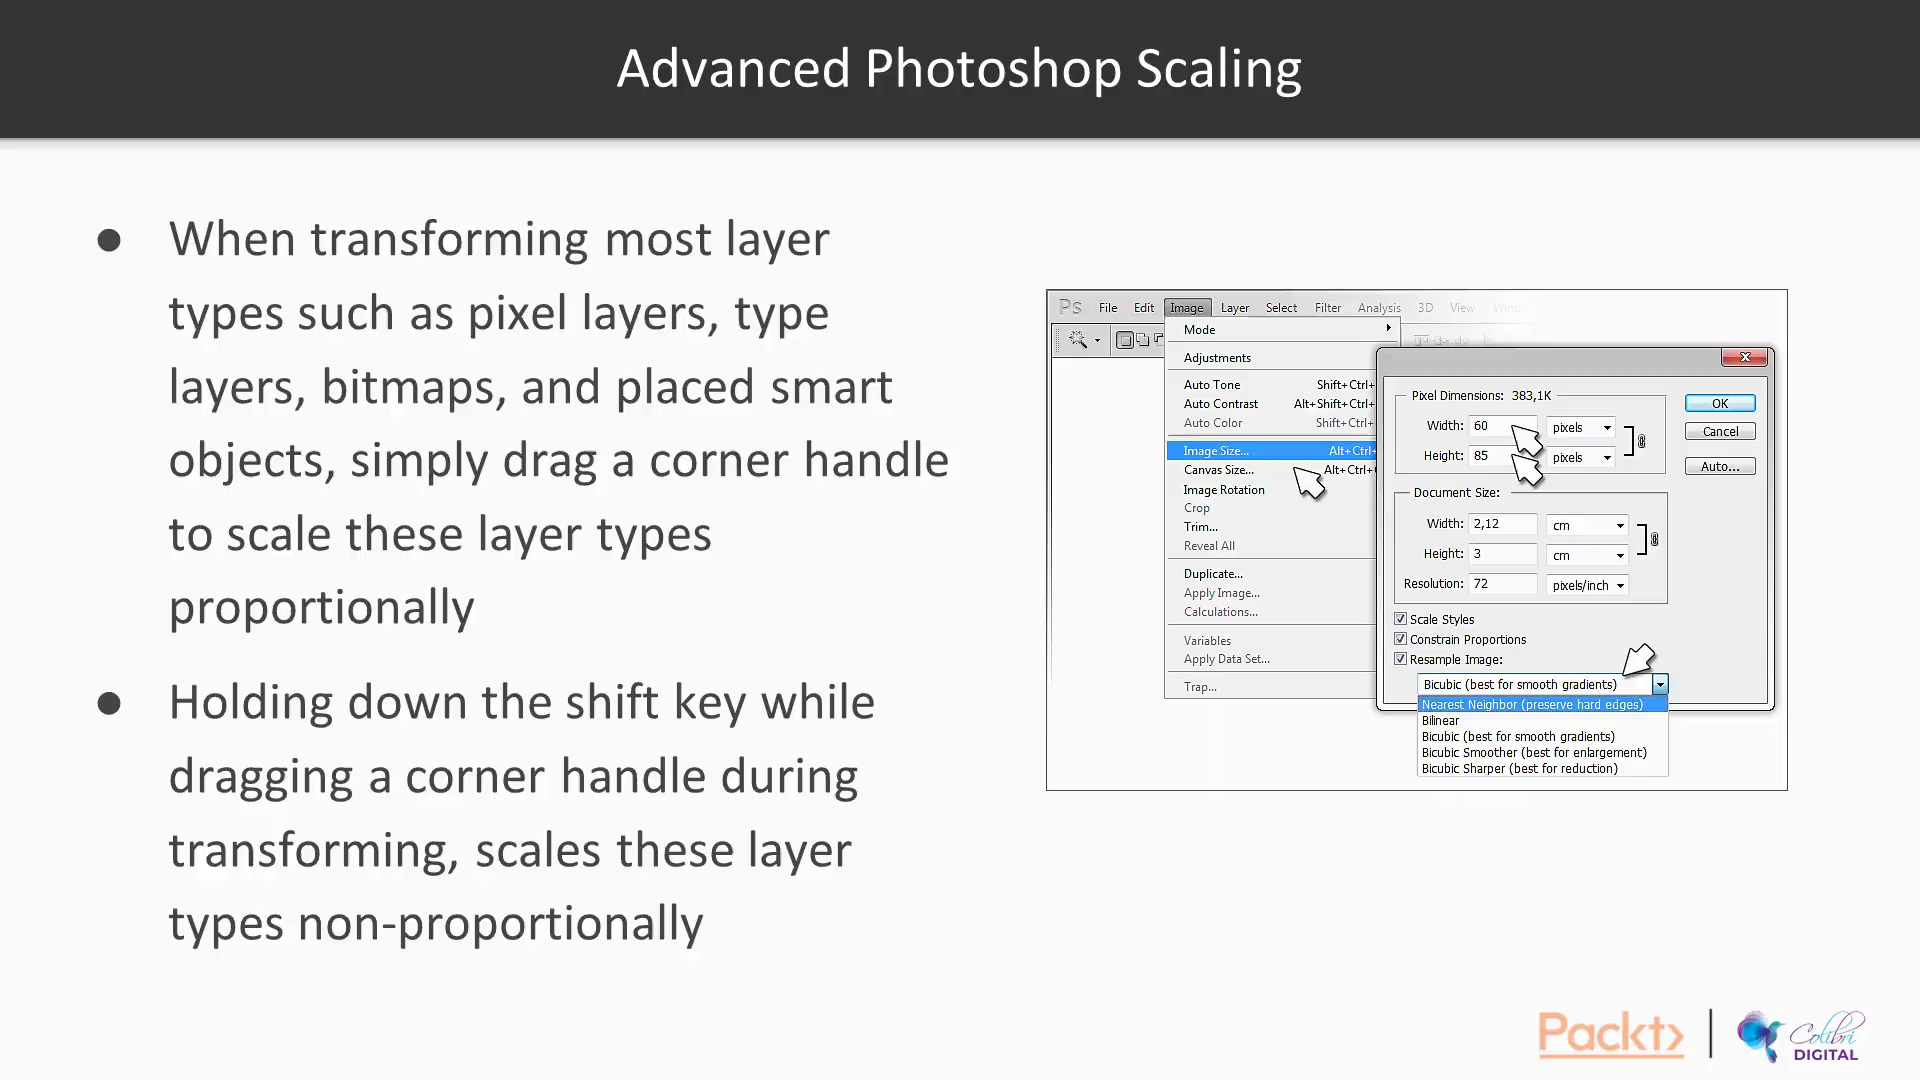 Advanced Photoshop Scaling
● When transforming most layer
types such as pixel layers, type
layers, bitmaps, and placed smart
objects, simply drag a corner handle
to scale these layer types
proportionally
● Holding down the shift key while
dragging a corner handle during
transforming, scales these layer
types non-proportionally
Ps File Edit Image Layer Select Filter Analysis 3D View
Mode
Adjustments
Auto Tone Shift+Ctrl+
Auto Contrast Alt+Shift+Ctrl+
Auto Color Shift+Ctrl+
Image Size... Alt+Ctrl+
Canvas Size... Alt+Ctrl+
Image Rotation
Crop
Trim...
Reveal All
Duplicate...
Apply Image...
Calculations...
Variables
Apply Data Set...
Trap...
Pixel Dimensions: 383,1K
Width: 60 pixels
Height: 85 pixels
OK
Cancel
Auto...
Document Size:
Width: 2,12 cm
Height: 3 cm
Resolution: 72 pixels/inch
Scale Styles
Constrain Proportions
Resample Image:
Bicubic (best for smooth gradients)
Nearest Neighbor (preserve hard edges)
Bilinear
Bicubic (best for smooth gradients)
Bicubic Smoother (best for enlargement)
Bicubic Sharper (best for reduction)
Packt>
Colibri
DIGITAL